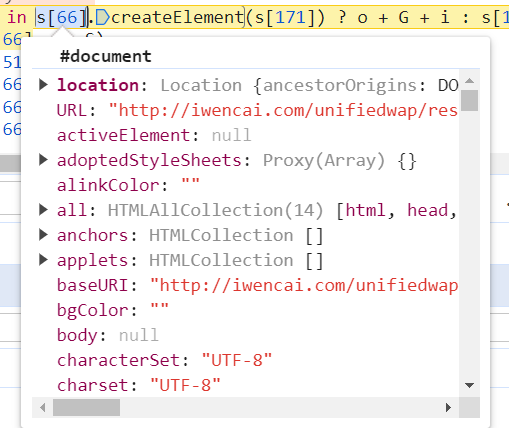 in s[66].createElement(s[171]) ? o + G + i : s[1
66
51
66
66
66
#document
location: Location {ancestorOrigins: DO
URL: "http://iwencai.com/unifiedwap/res
activeElement: null
adoptedStyleSheets: Proxy(Array) {}
alinkColor: ""
all: HTMLAllCollection(14) [html, head,
anchors: HTMLCollection []
applets: HTMLCollection []
baseURI: "http://iwencai.com/unifiedwap
bgColor: ""
body: null
characterSet: "UTF-8"
charset: "UTF-8"